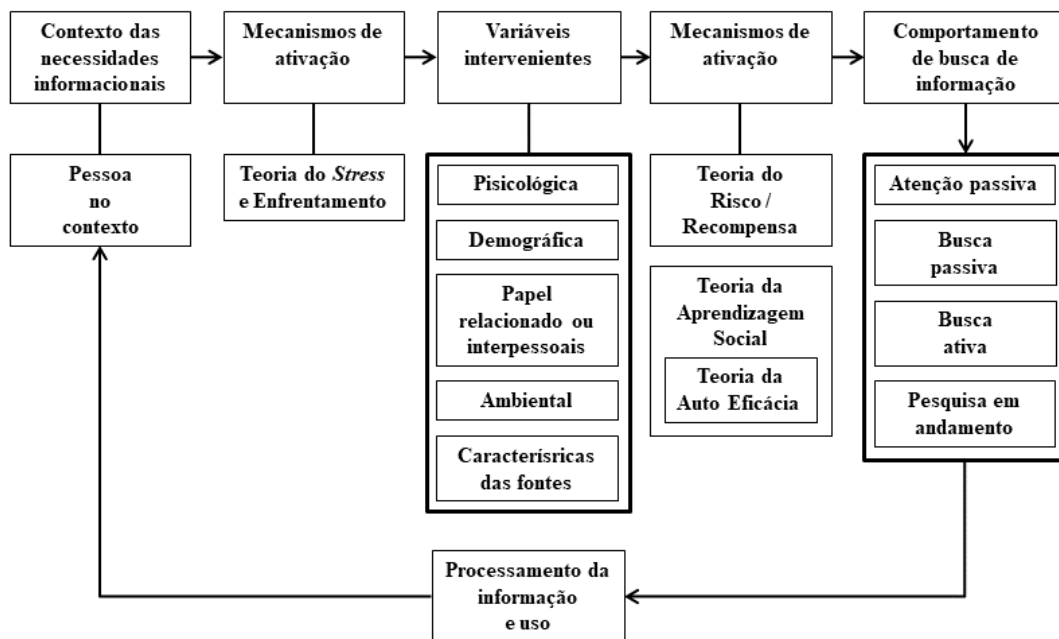 Contexto das
necessidades
informacionais
Mecanismos de
ativação
Variáveis
intervenientes
Mecanismos de
ativação
Comportamento
de busca de
informação
Pessoa
no
contexto
Teoria do Stress
e Enfrentamento
Pisicológica
Demográfica
Papel
relacionado ou
interpessoais
Ambiental
Caracterísricas
das fontes
Teoria do
Risco /
Recompensa
Teoria da
Aprendizagem
Social
Teoria da
Auto Eficácia
Atenção passiva
Busca
passiva
Busca
ativa
Pesquisa em
andamento
Processamento da
informação
e uso